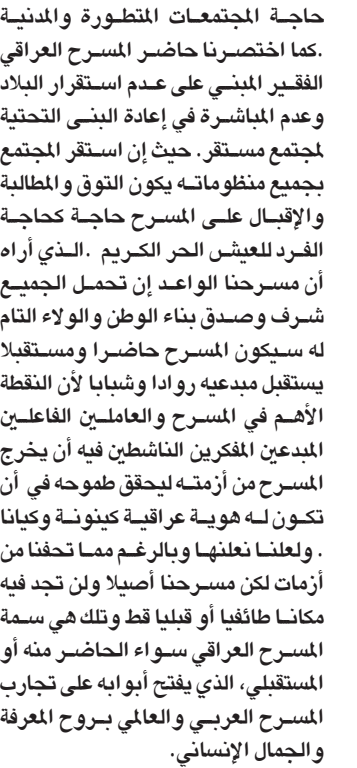 حاجة المجتمعات المتطورة والمدنية
.كما اختصرنا حاضر المسرح العراقي
الفقير المبني على عدم استقرار البلاد
وعدم المباشرة في إعادة البنى التحتية
لمجتمع مستقر. حيث إن استقر المجتمع
بجميع منظوماته يكون التوق والمطالبة
والإقبال على المسرح حاجة كحاجة
الفرد للعيش الحر الكريم .الذي أراه
أن مسرحنا الواعد إن تحمل الجميع
شرف وصدق بناء الوطن والولاء التام
له سيكون المسرح حاضرا ومستقبلا
يستقبل مبدعيه روادا وشبابا لأن النقطة
الأهم في المسرح والعاملين الفاعلين
المبدعين المفكرين الناشطين فيه أن يخرج
المسرح من أزمته ليحقق طموحه في أن
تكون له هوية عراقية كينونة وكيانا
. ولعلنا نعلنها وبالرغم مما تحفنا من
أزمات لكن مسرحنا أصيلا ولن تجد فيه
مكانا طائفيا أو قبليا قط وتلك هي سمة
المسرح العراقي سواء الحاضر منه أو
المستقبلي، الذي يفتح أبوابه على تجارب
المسرح العربي والعالمي بروح المعرفة
والجمال الإنساني.